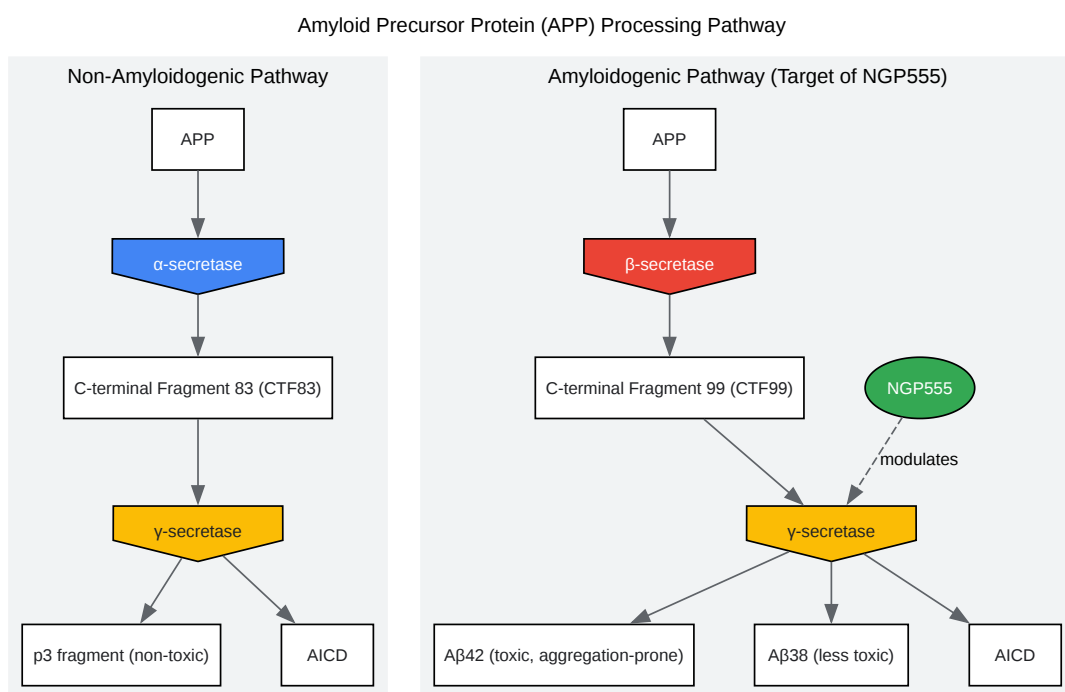 Amyloid Precursor Protein (APP) Processing Pathway
Non-Amyloidogenic Pathway
APP
α-secretase
C-terminal Fragment 83 (CTF83)
γ-secretase
p3 fragment (non-toxic)
AICD
Amyloidogenic Pathway (Target of NGP555)
APP
β-secretase
C-terminal Fragment 99 (CTF99)
NGP555
modulates
γ-secretase
Aβ42 (toxic, aggregation-prone)
Aβ38 (less toxic)
AICD